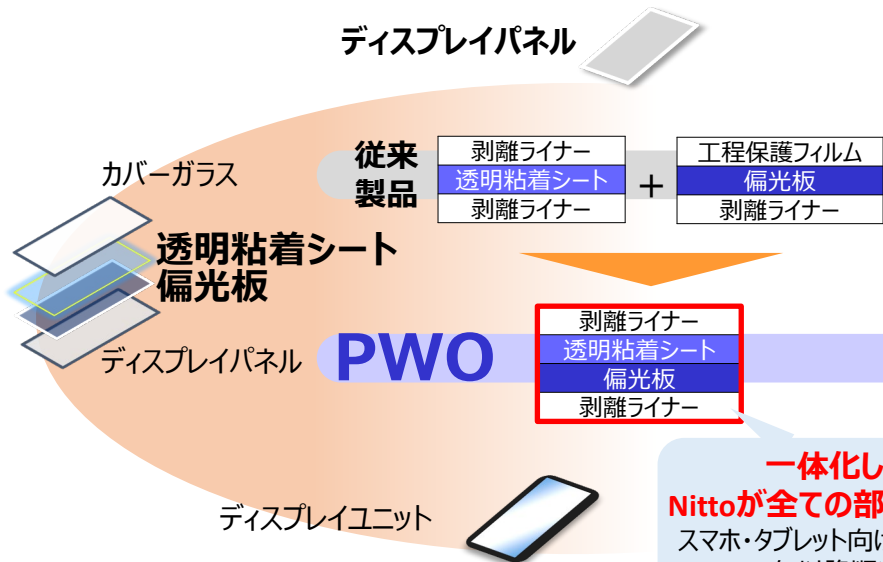 ディスプレイパネル
カバーガラス
透明粘着シート
偏光板
ディスプレイパネル
従来
製品
剥離ライナー
透明粘着シート
剥離ライナー
+
工程保護フィルム
偏光板
剥離ライナー
PWO
剥離ライナー
透明粘着シート
偏光板
剥離ライナー
ディスプレイユニット
一体化し
Nittoが全ての部
スマホ・タブレット向け